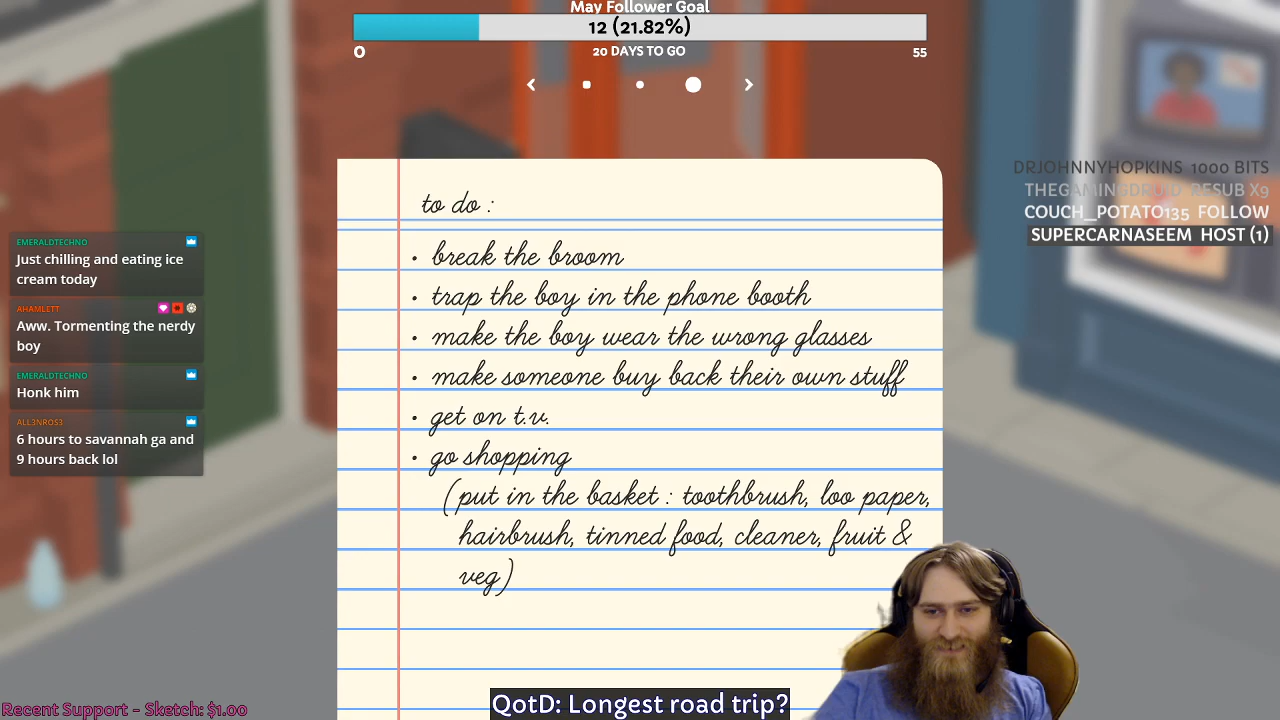 May Follower Goal
12 (21.82%)
0
20 DAYS TO GO
55
DRJOHNNYHOPKINS 1000 BITS
THEGAMINGDRUID RESUB X9
COUCH_POTATO135 FOLLOW
SUPERCARNASEEM HOST (1)
to do :
• break the broom
• trap the boy in the phone booth
• make the boy wear the wrong glasses
• make someone buy back their own stuff
• get on t.v.
• go shopping
(put in the basket : toothbrush, loo paper,
hairbrush, tinned food, cleaner, fruit &
veg)
EMERALDTECHNO
Just chilling and eating ice
cream today
AHAMLETT
Aww. Tormenting the nerdy
boy
EMERALDTECHNO
Honk him
ALL3NROS3
6 hours to savannah ga and
9 hours back lol
Recent Support - Sketch: $1.00
QotD: Longest road trip?